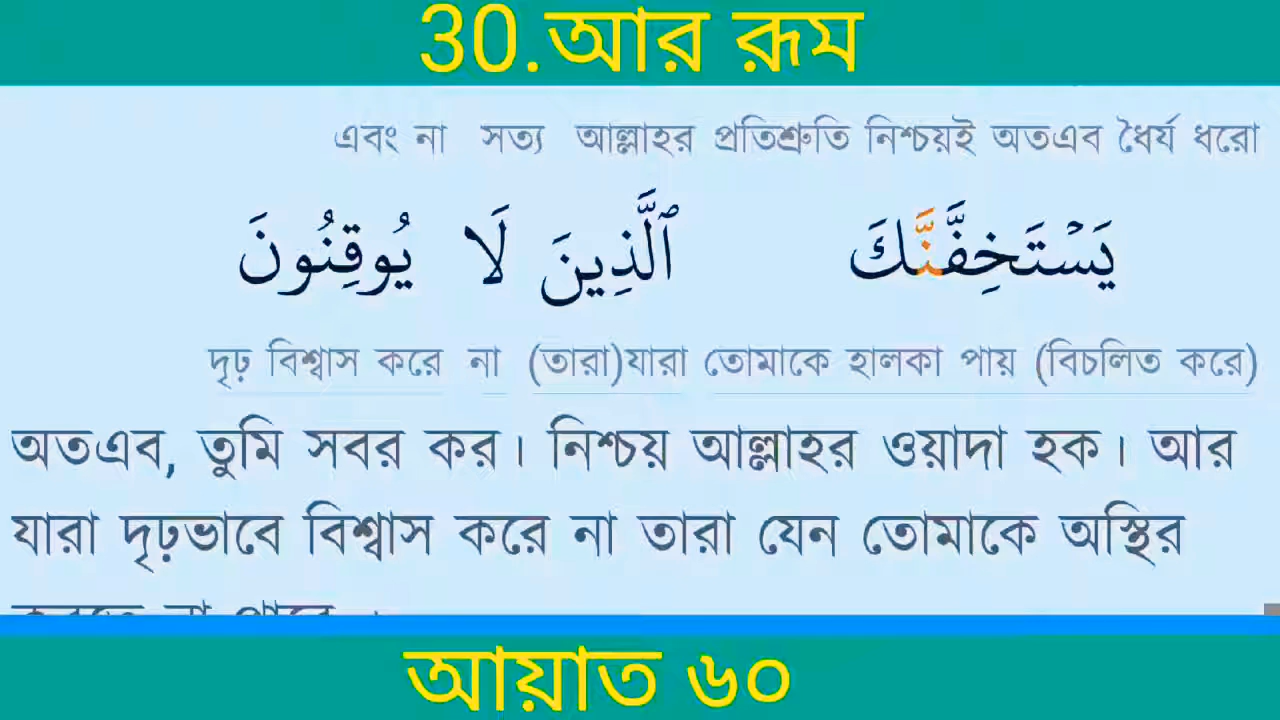 30.আর রূম
এবং না সত্য আল্লাহর প্রতিশ্রুতি নিশ্চয়ই অতএব ধৈর্য ধরো
يَسْتَخِفَّنَّكَ ٱلَّذِينَ لَا يُوقِنُونَ
দৃঢ় বিশ্বাস করে না (তারা)যারা তোমাকে হালকা পায় (বিচলিত করে)
অতএব, তুমি সবর কর। নিশ্চয় আল্লাহর ওয়াদা হক। আর
যারা দৃঢ়ভাবে বিশ্বাস করে না তারা যেন তোমাকে অস্থির
আয়াত ৬০